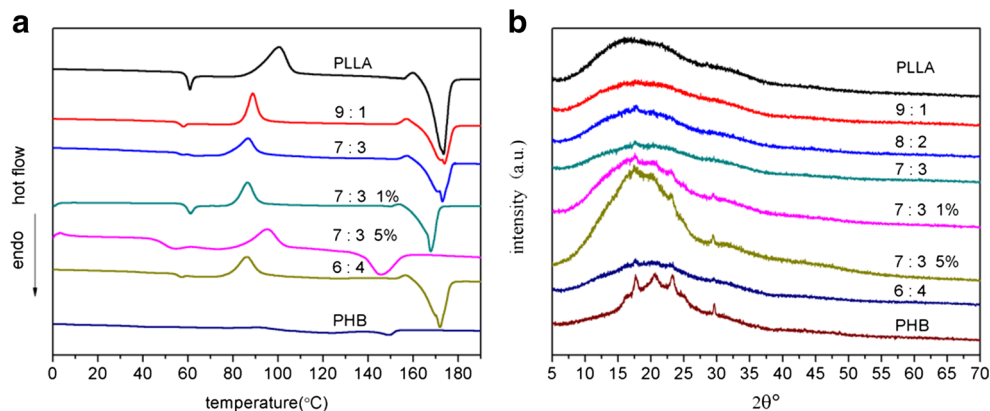 a
PLLA
9 : 1
7 : 3
7 : 3 1%
7 : 3 5%
6 : 4
PHB
hot flow
endo
0 20 40 60 80 100 120 140 160 180
temperature(°C)
b
PLLA
9 : 1
8 : 2
7 : 3
7 : 3 1%
7 : 3 5%
6 : 4
PHB
intensity (a.u.)
5 10 15 20 25 30 35 40 45 50 55 60 65 70
2θ°